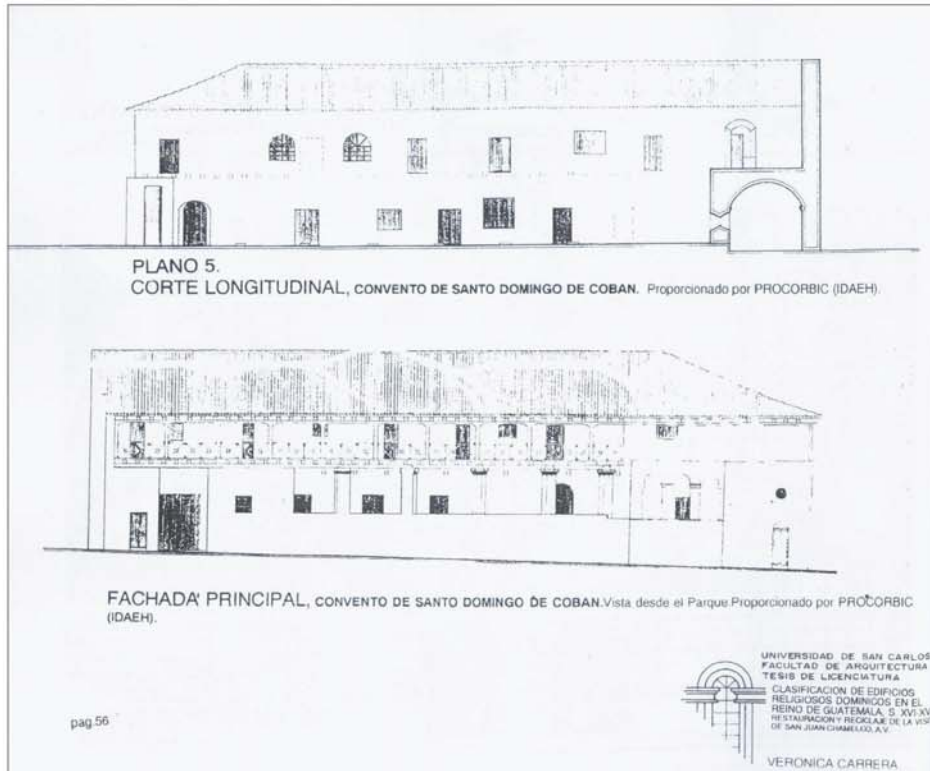 PLANO 5.
CORTE LONGITUDINAL, CONVENTO DE SANTO DOMINGO DE COBAN. Proporcionado por PROCORBIC (IDAEH).
FACHADA PRINCIPAL, CONVENTO DE SANTO DOMINGO DE COBAN. Vista desde el Parque. Proporcionado por PROCORBIC
(IDAEH).
pag.56
UNIVERSIDAD DE SAN CARLOS
FACULTAD DE ARQUITECTURA
TESIS DE LICENCIATURA
CLASIFICACION DE EDIFICIOS
RELIGIOSOS DOMINICOS EN EL
REINO DE GUATEMALA, S. XVI-XV
RESTAURACION Y RECICLAJE DE LA
DE SAN JUAN CHAMELCO, A.V.
VERONICA CARRERA